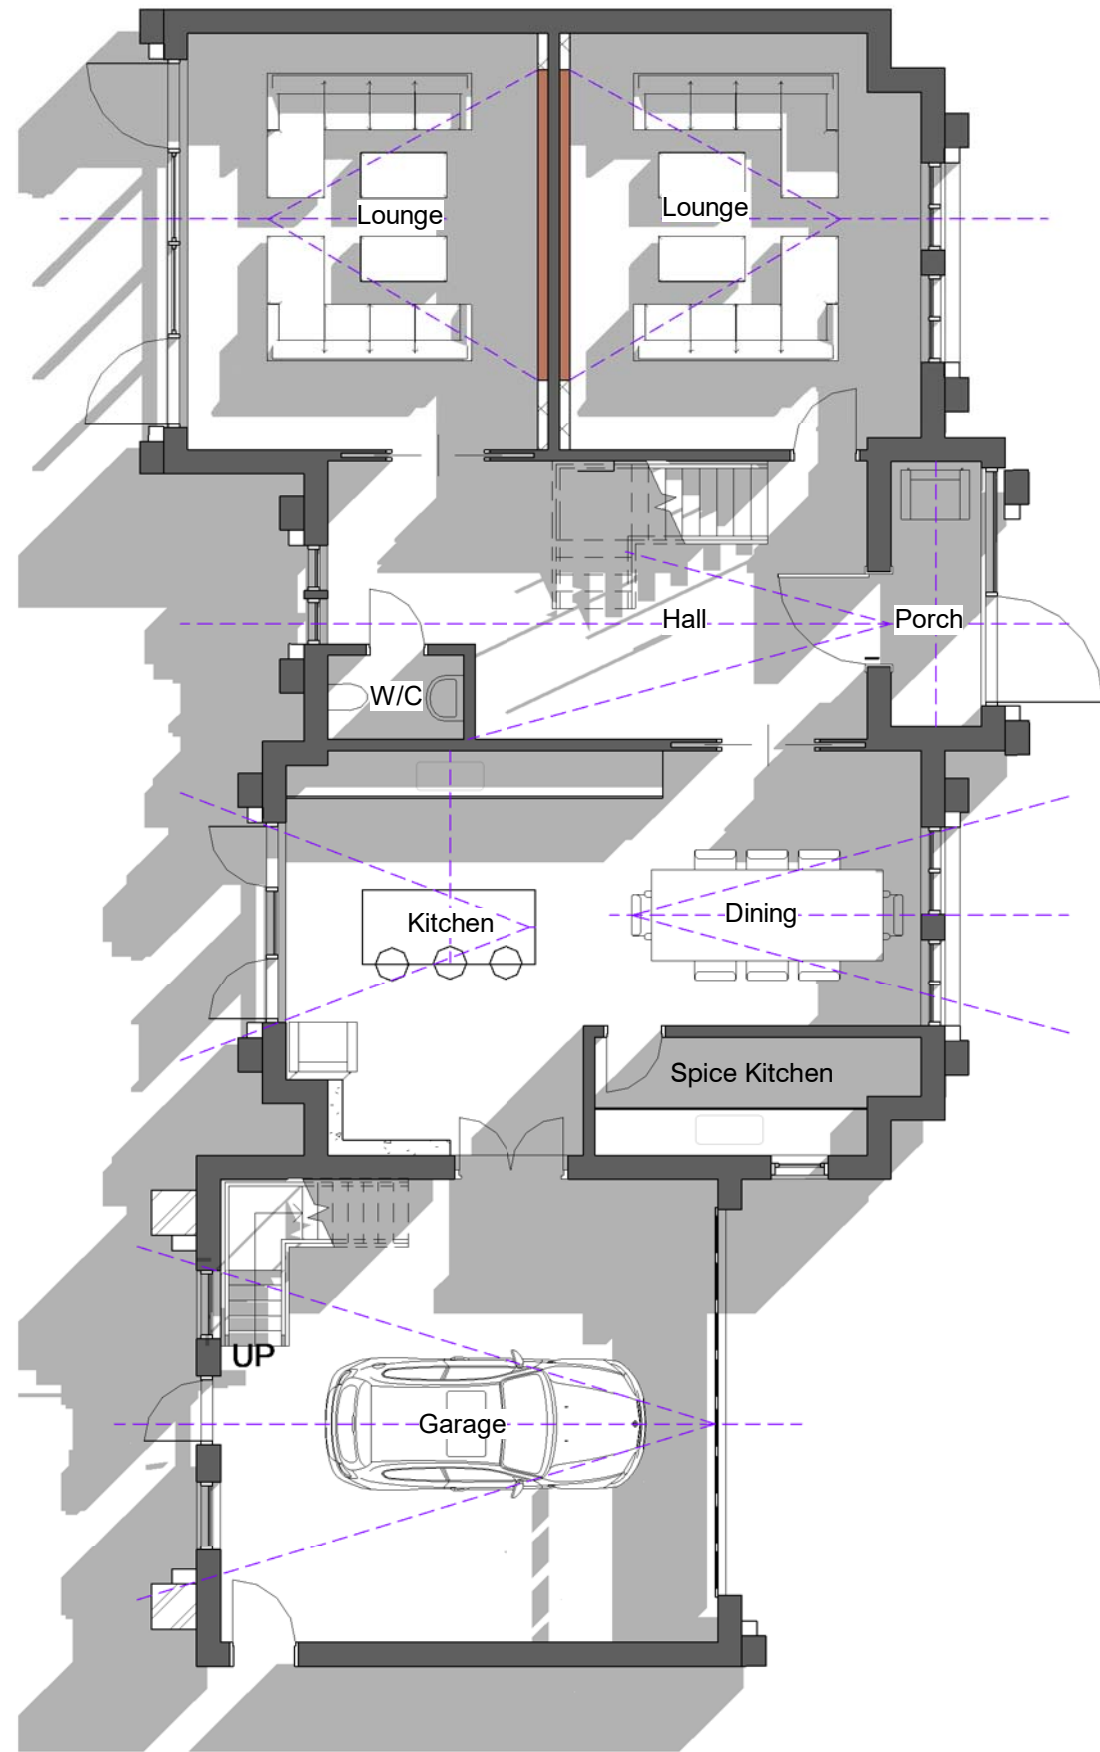 Lounge
Lounge
Hall
Porch
W/C
Kitchen
Dining
Spice Kitchen
UP
Garage